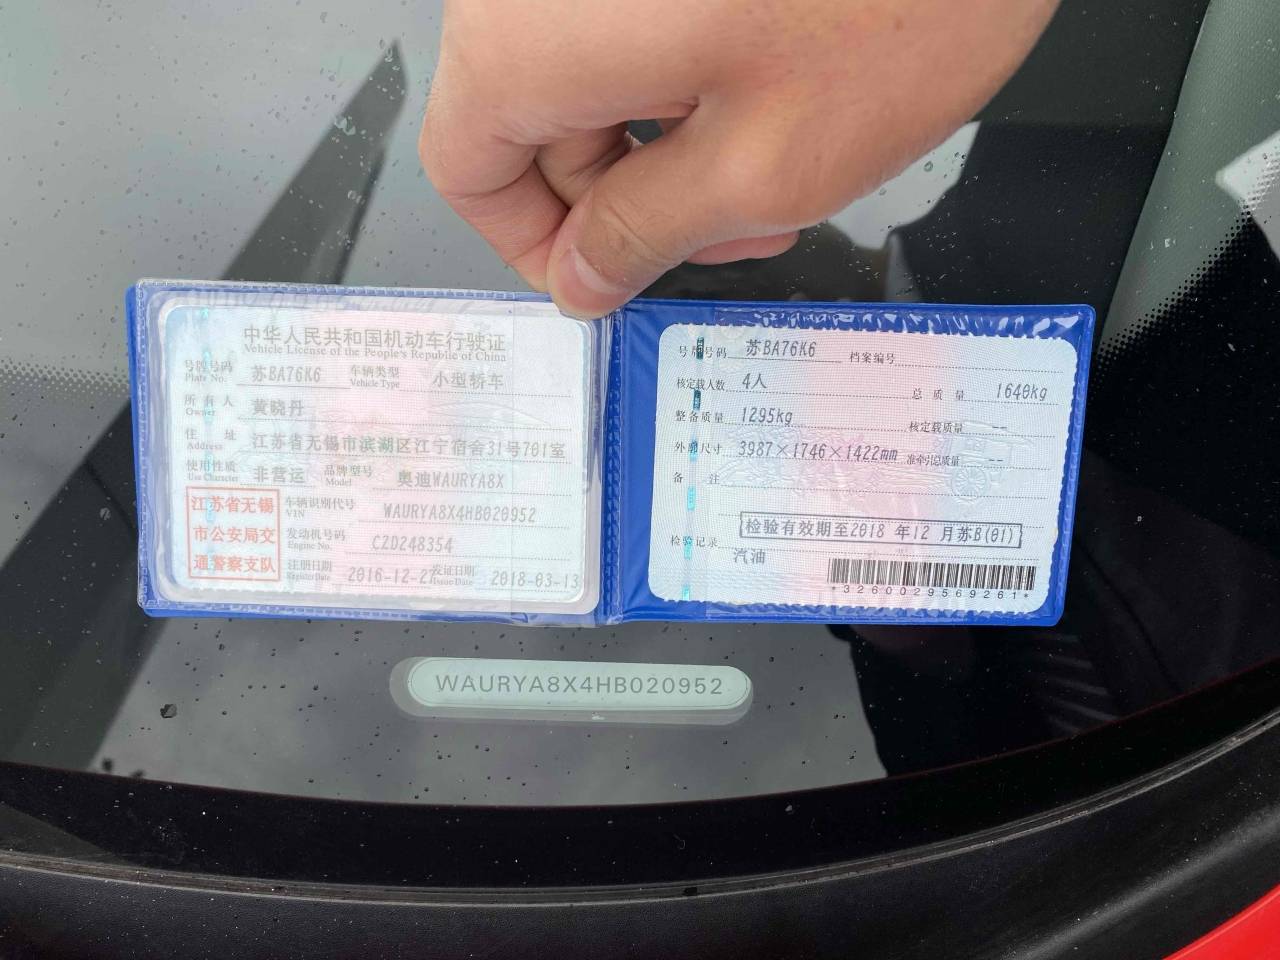 中华人民共和国机动车行驶证
Vehicle License of the People's Republic of China
号牌号码 苏BA76K6 车辆类型 小型轿车
Plate No. Vehicle Type
所有人 黄晓丹
Owner
住址 江苏省无锡市滨湖区江宁宿舍31号701室
Address
使用性质 非营运 品牌型号 奥迪WAURYA8X
Use Character Model
江苏省无锡
市公安局交
通警察支队
车辆识别代号 WAURYA8X4HB020952
VIN
发动机号码 CZD248354
Engine No.
注册日期 2016-12-27 发证日期 2018-03-13
Register Date Issue Date
号牌号码 苏BA76K6 档案编号
核定载人数 4人 总质量 1640kg
整备质量 1295kg 核定载质量 --
外廓尺寸 3987×1746×1422mm 准牵引总质量 --
备注
检验有效期至2018 年12 月苏B(01)
检验记录
汽油
*3260029569261*
WAURYA8X4HB020952